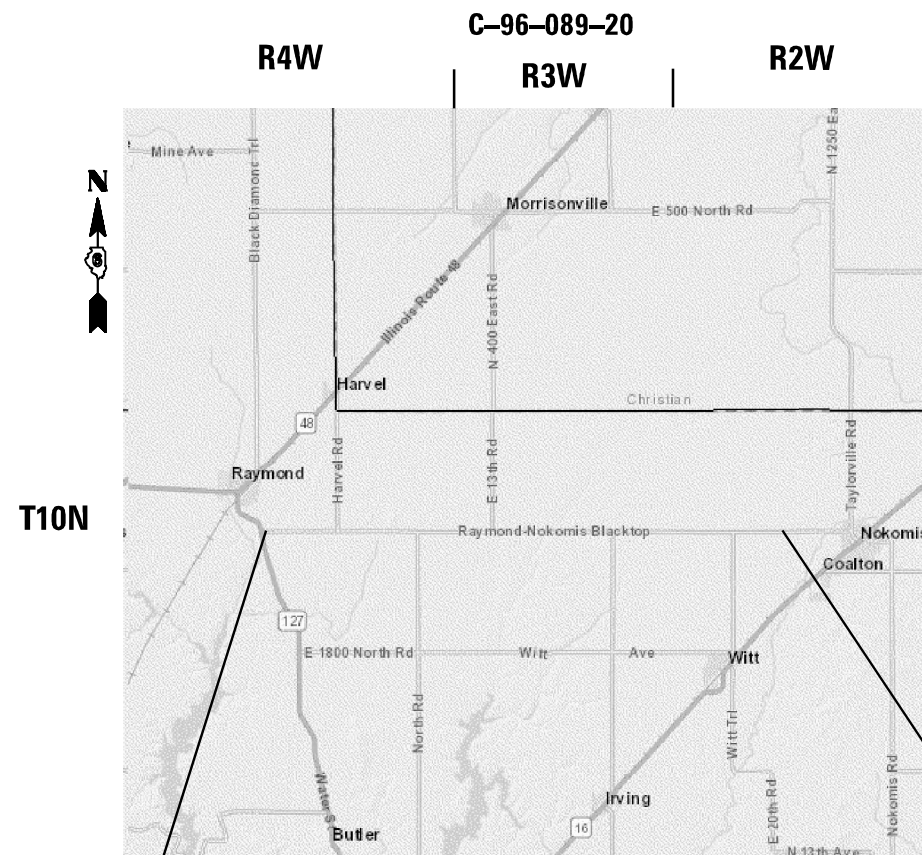 C–96–089–20
R4W
R3W
R2W
Mine Ave
Black Diamond Trl
N 1250 Ea
N
Morrisonville
E 500 North Rd
Illinois Route 48
N 400 East Rd
Harvel
Christian
48
Harvel Rd
E 13th Rd
Taylorville Rd
Raymond
T10N
Raymond-Nokomis Blacktop
Nokomis
Coalton
127
E 1800 North Rd
Witt Ave
Witt
North Rd
Witt Trl
Nokomis Rd
E 20th Rd
Water S
Irving
16
Butler
N 13th Ave